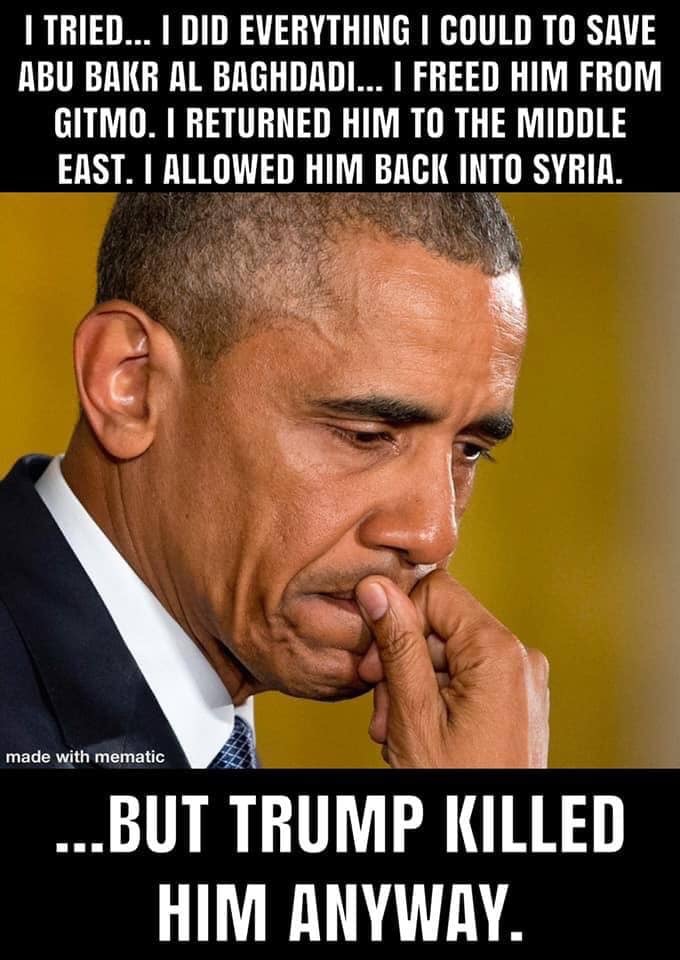 I TRIED... I DID EVERYTHING I COULD TO SAVE
ABU BAKR AL BAGHDADI... I FREED HIM FROM
GITMO. I RETURNED HIM TO THE MIDDLE
EAST. I ALLOWED HIM BACK INTO SYRIA.
made with mematic
...BUT TRUMP KILLED
HIM ANYWAY.